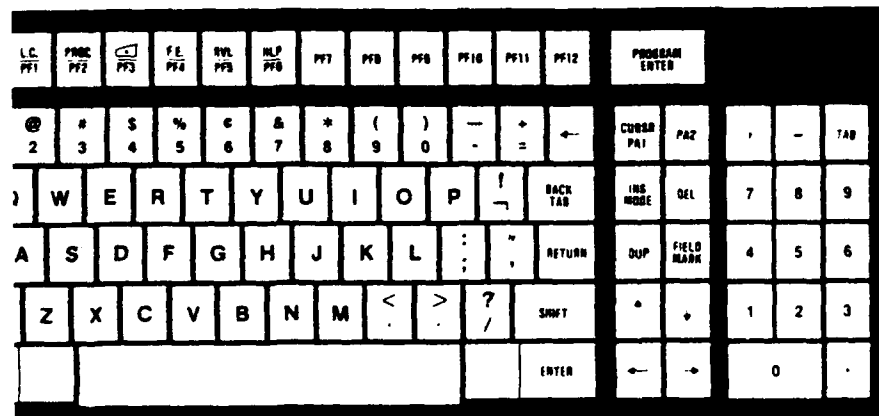 L.C. PROC F.E. RVL NLP PROGRAM
PF1 PF2 PF3 PF4 PF5 PF6 PF7 PF8 PF9 PF10 PF11 PF12 ENTER
@ # $ % ¢ & * ( ) — + CURSR
2 3 4 5 6 7 8 9 0 - = ← PA1 PA2 , – TAB
W E R T Y U I O P ! ¬ BACK TAB INS MODE DEL 7 8 9
A S D F G H J K L : ; " ' RETURN DUP FIELD MARK 4 5 6
Z X C V B N M < . > . ? / SHIFT 1 2 3
ENTER ← → 0 .